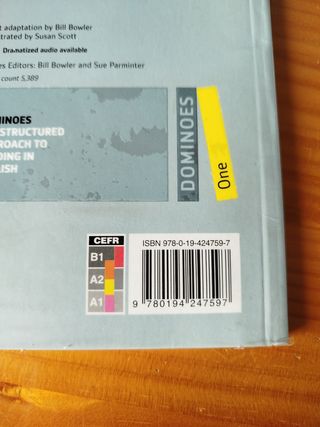 t adaptation by Bill Bowler
trated by Susan Scott
Dramatized audio available
es Editors: Bill Bowler and Sue Parminter
count 5,389
MINOES
STRUCTURED
ROACH TO
DING IN
LISH
DOMINOES
One
CEFR
B1
A2
A1
ISBN 978-0-19-424759-7
9 780194 247597